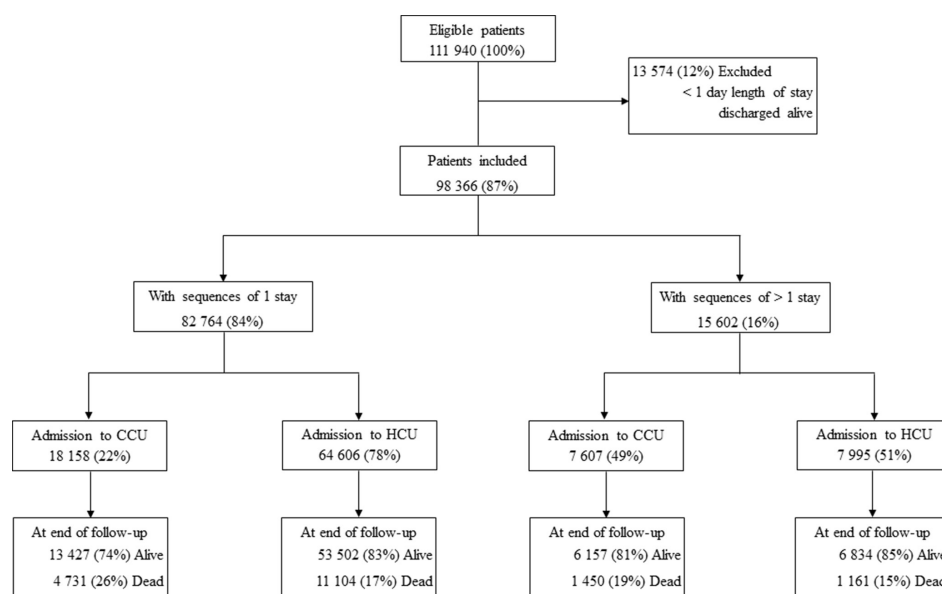 Eligible patients
111 940 (100%)
13 574 (12%) Excluded
< 1 day length of stay
discharged alive
Patients included
98 366 (87%)
With sequences of 1 stay
82 764 (84%)
With sequences of > 1 stay
15 602 (16%)
Admission to CCU
18 158 (22%)
Admission to HCU
64 606 (78%)
Admission to CCU
7 607 (49%)
Admission to HCU
7 995 (51%)
At end of follow-up
13 427 (74%) Alive
4 731 (26%) Dead
At end of follow-up
53 502 (83%) Alive
11 104 (17%) Dead
At end of follow-up
6 157 (81%) Alive
1 450 (19%) Dead
At end of follow-up
6 834 (85%) Alive
1 161 (15%) Dead